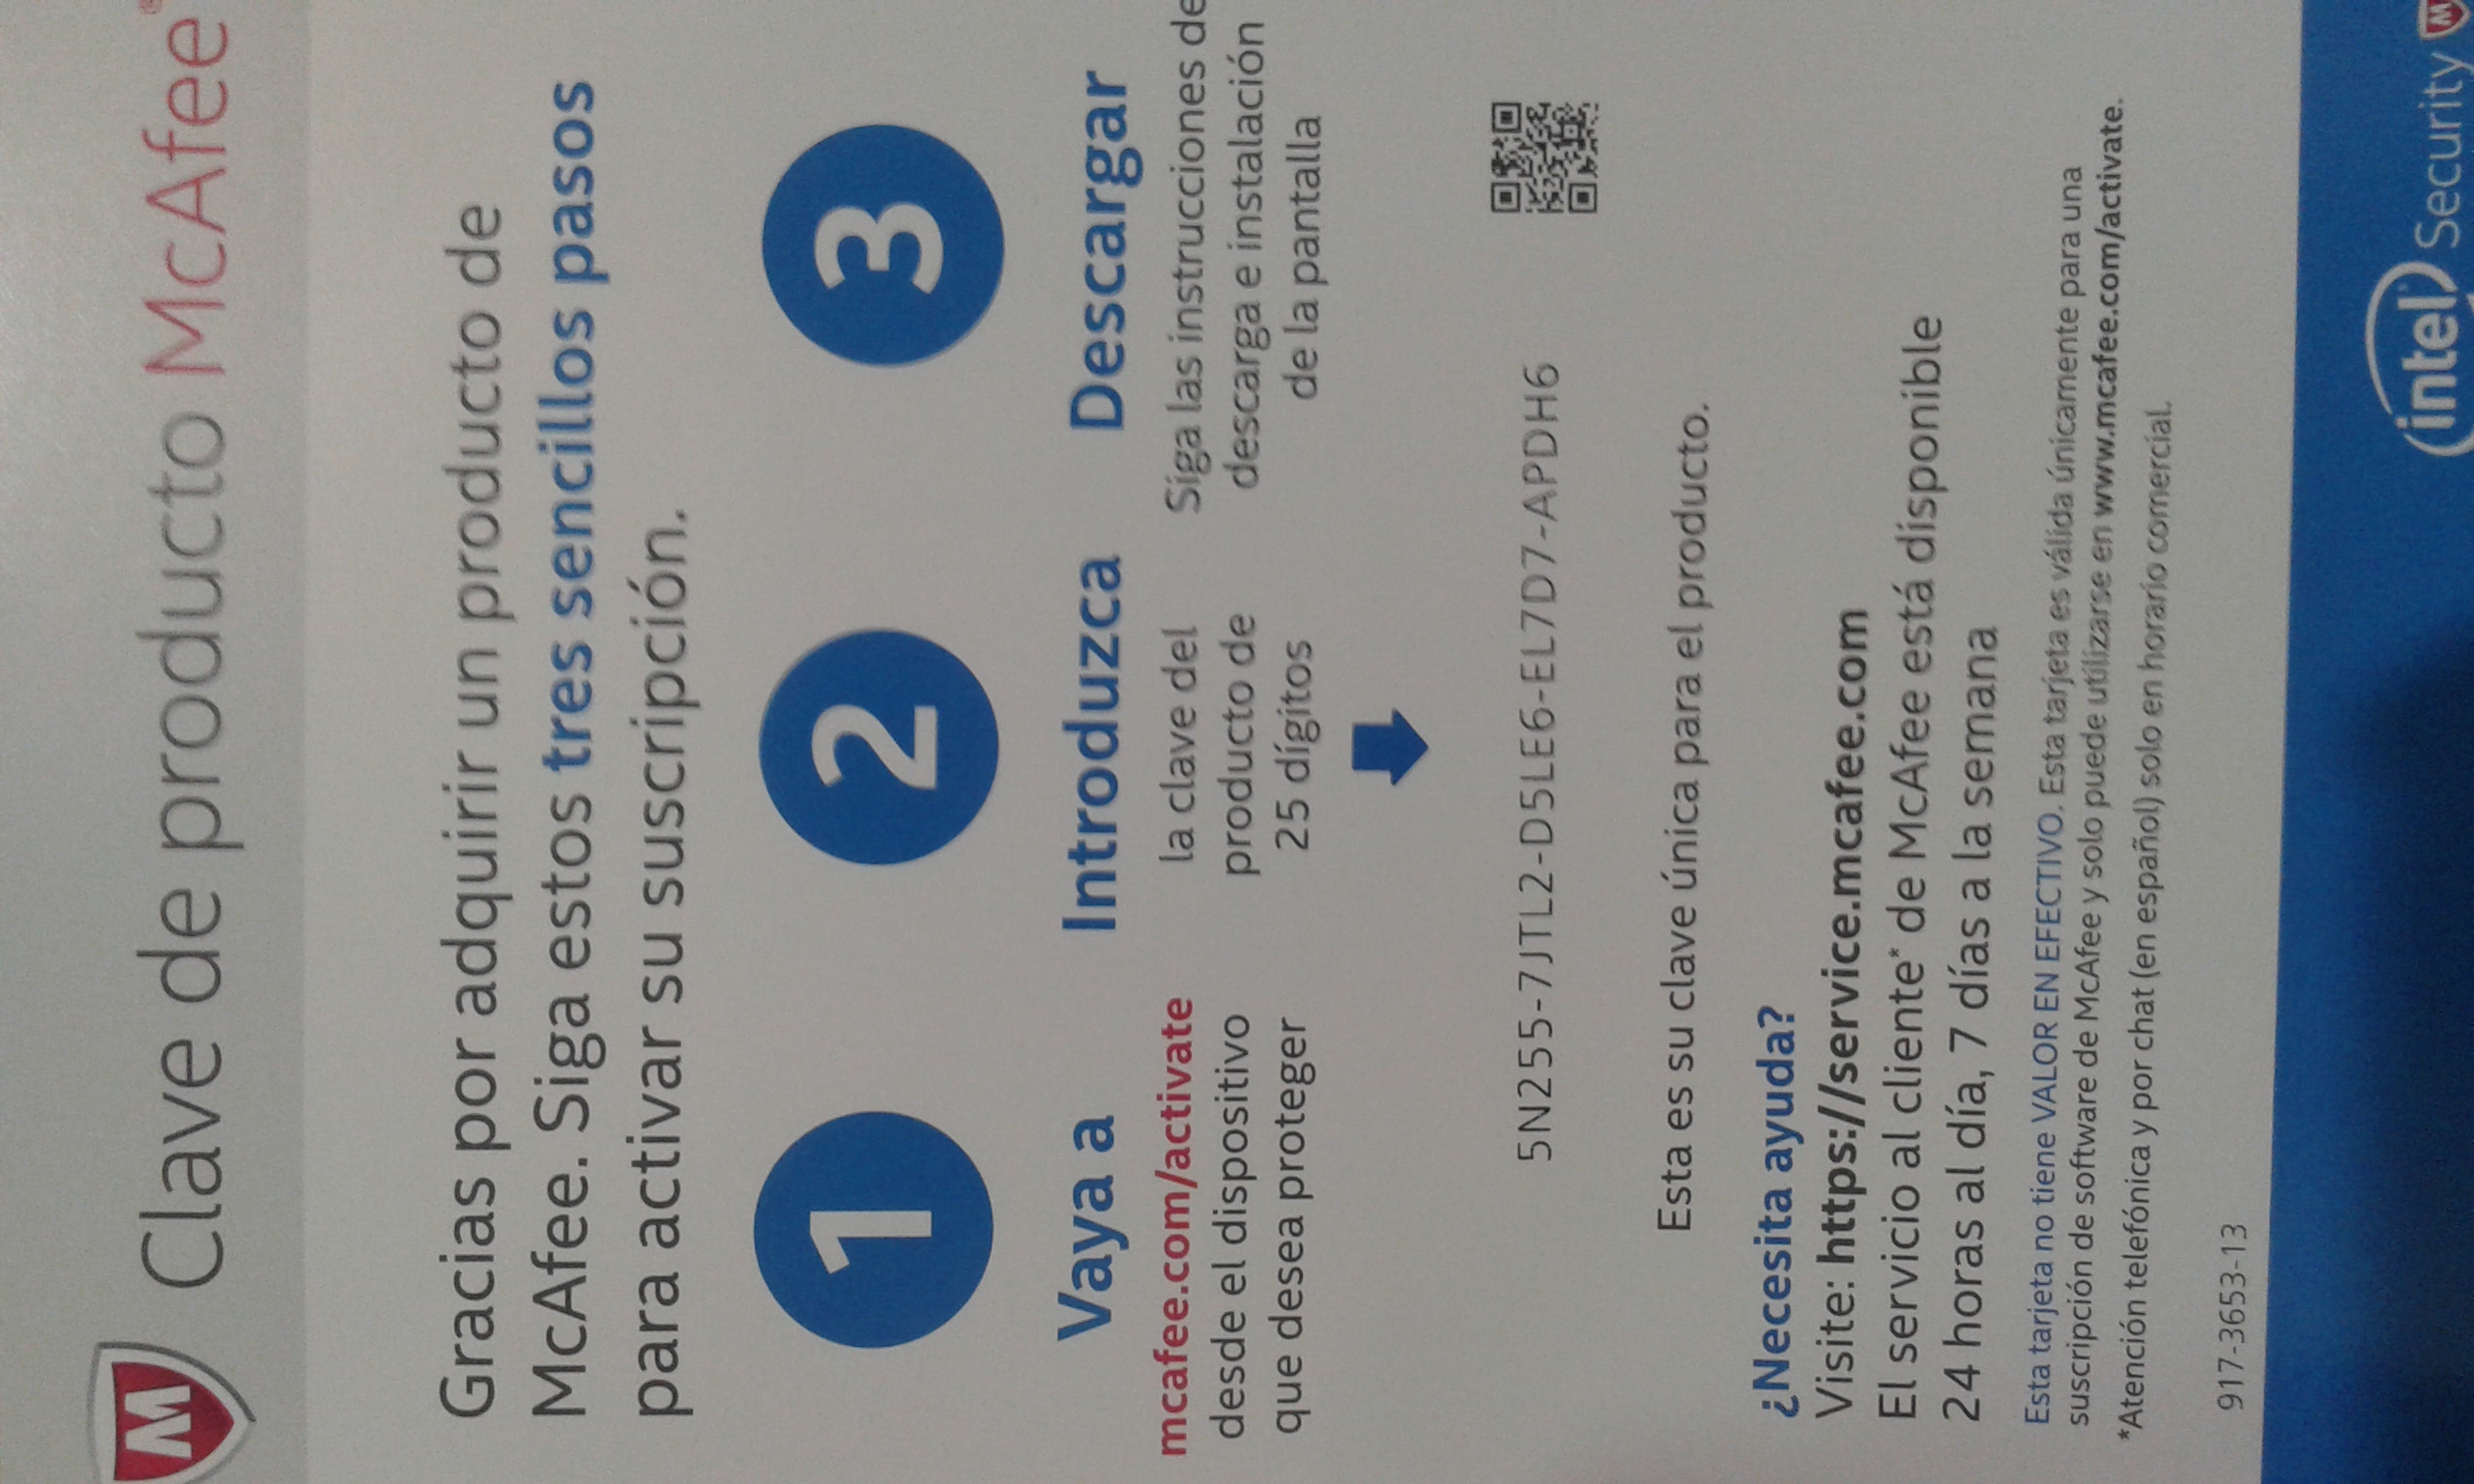 M
Clave de producto McAfee®
Gracias por adquirir un producto de
McAfee. Siga estos tres sencillos pasos
para activar su suscripción.
1 2 3
Vaya a
mcafee.com/activate
desde el dispositivo
que desea proteger
Introduzca
la clave del
producto de
25 dígitos
Descargar
Siga las instrucciones de
descarga e instalación
de la pantalla
5N255-7JTL2-D5LE6-EL7D7-APDH6
Esta es su clave única para el producto.
¿Necesita ayuda?
Visite: https://service.mcafee.com
El servicio al cliente* de McAfee está disponible
24 horas al día, 7 días a la semana
Esta tarjeta no tiene VALOR EN EFECTIVO. Esta tarjeta es válida únicamente para una
suscripción de software de McAfee y solo puede utilizarse en www.mcafee.com/activate.
*Atención telefónica y por chat (en español) solo en horario comercial.
917-3653-13
intel Security M